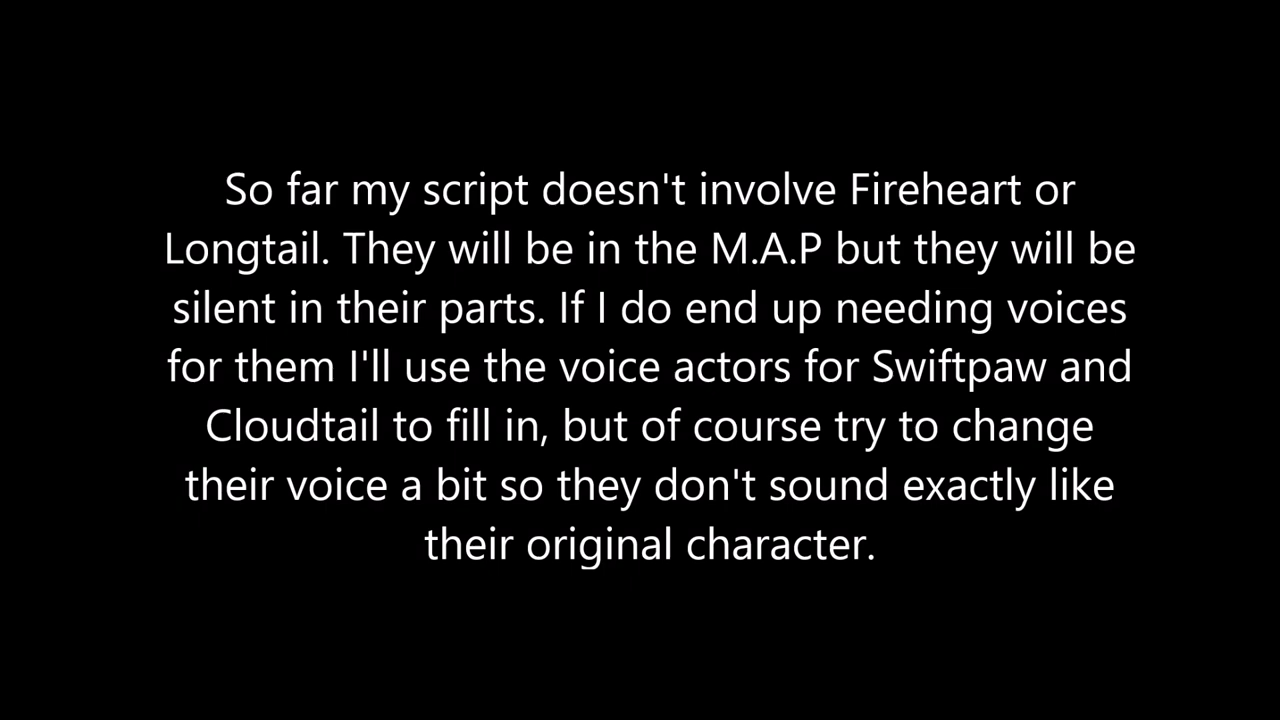 So far my script doesn't involve Fireheart or
Longtail. They will be in the M.A.P but they will be
silent in their parts. If I do end up needing voices
for them I'll use the voice actors for Swiftpaw and
Cloudtail to fill in, but of course try to change
their voice a bit so they don't sound exactly like
their original character.